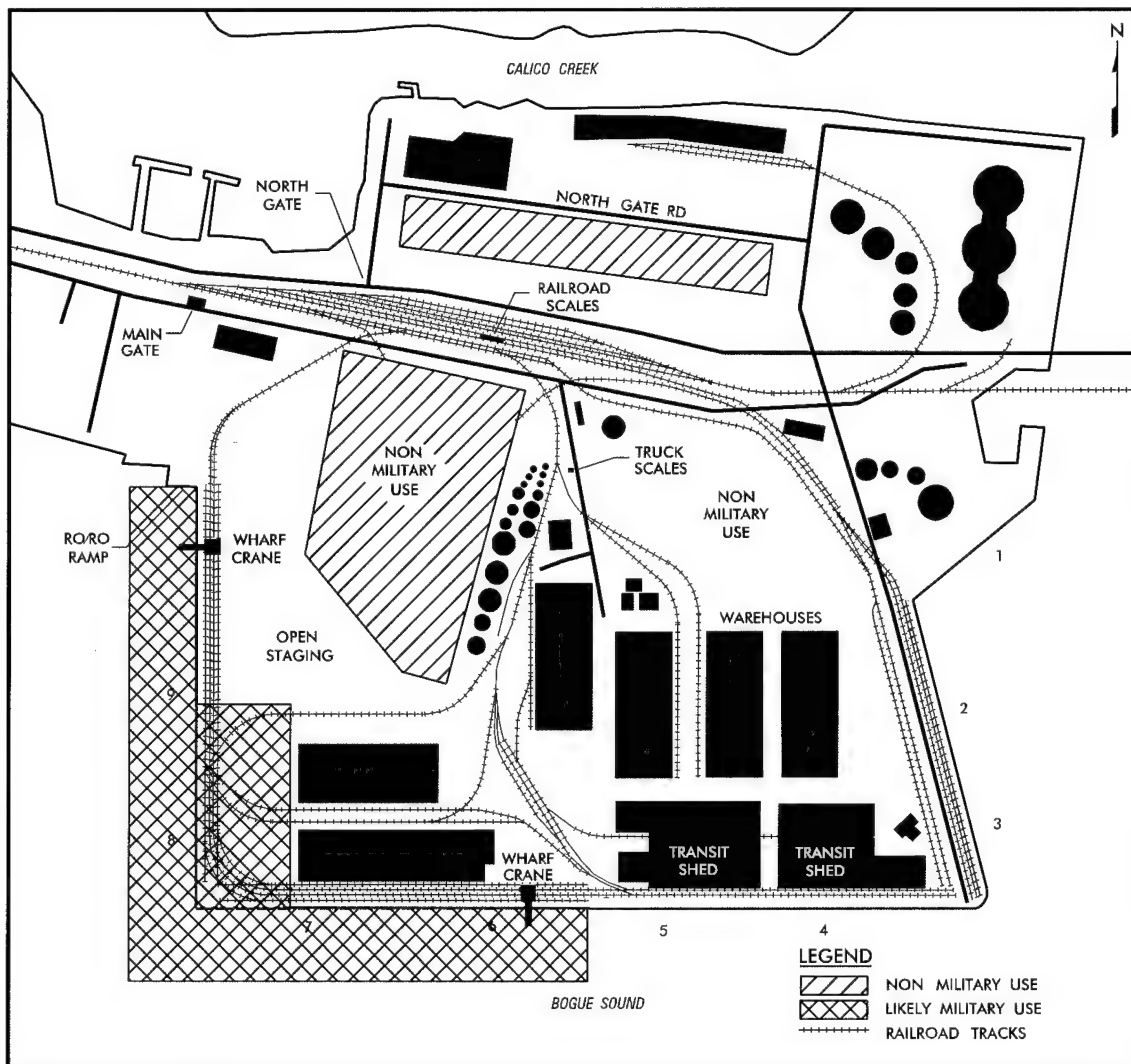 N
CALICO CREEK
NORTH
GATE
NORTH GATE RD
RAILROAD
SCALES
MAIN
GATE
NON
MILITARY
USE
TRUCK
SCALES
NON
MILITARY
USE
RO/RO
RAMP
WHARF
CRANE
1
OPEN
STAGING
WAREHOUSES
9
2
8
WHARF
CRANE
TRANSIT
SHED
TRANSIT
SHED
3
7
6
5
4
LEGEND
NON MILITARY USE
LIKELY MILITARY USE
RAILROAD TRACKS
BOGUE SOUND